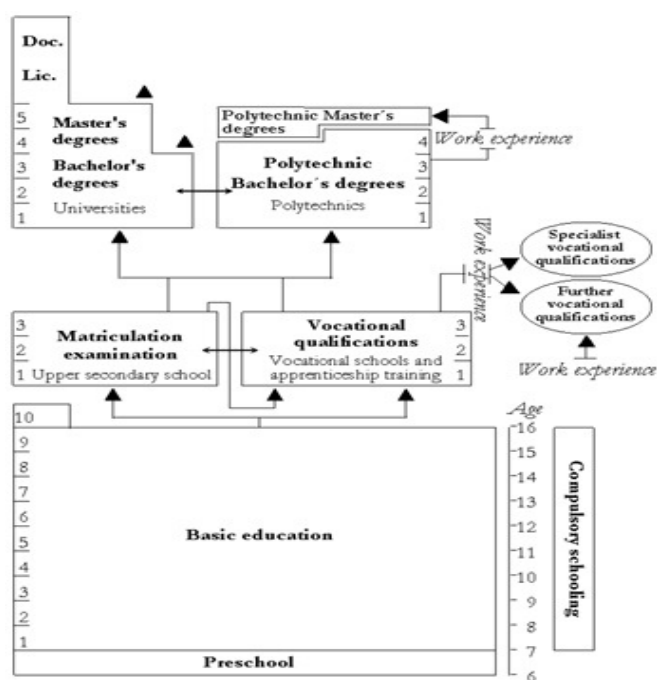 Doc.
Lic.
5
4
3
2
1
Master's
degrees
Bachelor's
degrees
Universities
Polytechnic Master´s
degrees
Polytechnic
Bachelor´s degrees
Polytechnics
4
3
2
1
Work experience
Work experience
Specialist
vocational
qualifications
Further
vocational
qualifications
Work experience
3
2
1
Matriculation
examination
Upper secondary school
Vocational
qualifications
Vocational schools and
apprenticeship training
3
2
1
10
9
8
7
6
5
4
3
2
1
Basic education
Preschool
Age
16
15
14
13
12
11
10
9
8
7
6
Compulsory schooling